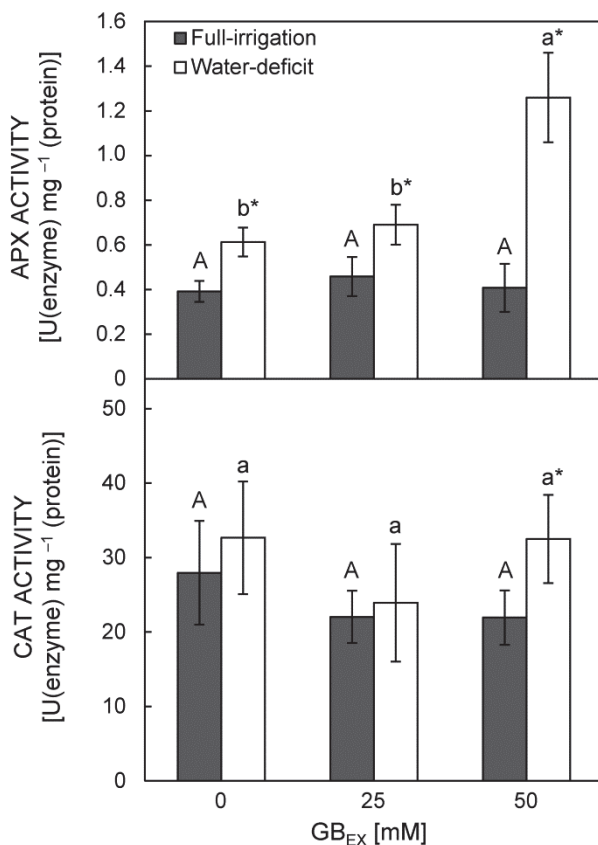 1.6
Full-irrigation
a*
1.4
Water-deficit
1.2
1.0
b*
0.8
b*
0.6
A
A
A
0.4
0.2
0
APX ACTIVITY
[U(enzyme) mg ⁻¹ (protein)]
50
40
a
a*
A
30
a
A
A
20
10
0
CAT ACTIVITY
[U(enzyme) mg ⁻¹ (protein)]
0 25 50
GB_EX [mM]